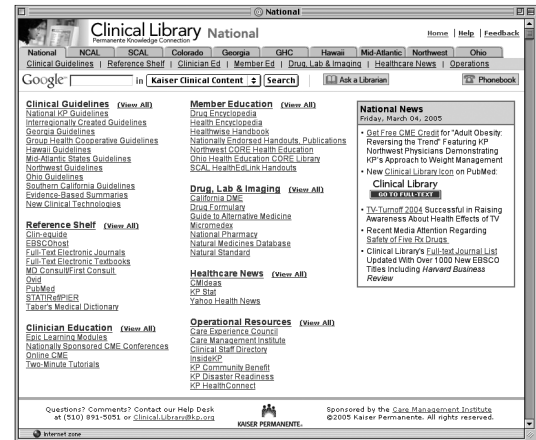 National
Clinical Library National
Permanente Knowledge Connection
Home | Help | Feedback
National NCAL SCAL Colorado Georgia GHC Hawaii Mid-Atlantic Northwest Ohio
Clinical Guidelines | Reference Shelf | Clinician Ed | Member Ed | Drug, Lab & Imaging | Healthcare News | Operations
Google in Kaiser Clinical Content Search Ask a Librarian Phonebook
Clinical Guidelines (View All)
National KP Guidelines
Interregionally Created Guidelines
Georgia Guidelines
Group Health Cooperative Guidelines
Hawaii Guidelines
Mid-Atlantic States Guidelines
Northwest Guidelines
Ohio Guidelines
Southern California Guidelines
Evidence-Based Summaries
New Clinical Technologies
Reference Shelf (View All)
Clin-eguide
EBSCOhost
Full-Text Electronic Journals
Full-Text Electronic Textbooks
MD Consult/First Consult
Ovid
PubMed
STAT!Ref/PIER
Taber's Medical Dictionary
Clinician Education (View All)
Epic Learning Modules
Nationally Sponsored CME Conferences
Online CME
Two-Minute Tutorials
Member Education (View All)
Drug Encyclopedia
Health Encyclopedia
Healthwise Handbook
Nationally Endorsed Handouts, Publications
Northwest CORE Health Education
Ohio Health Education CORE Library
SCAL HealthEdLink Handouts
Drug, Lab & Imaging (View All)
California DME
Drug Formulary
Guide to Alternative Medicine
Micromedex
National Pharmacy
Natural Medicines Database
Natural Standard
Healthcare News (View All)
CMIdeas
KP Stat
Yahoo Health News
Operational Resources (View All)
Care Experience Council
Care Management Institute
Clinical Staff Directory
InsideKP
KP Community Benefit
KP Disaster Readiness
KP HealthConnect
National News
Friday, March 04, 2005
• Get Free CME Credit for "Adult Obesity:
Reversing the Trend" Featuring KP
Northwest Physicians Demonstrating
KP's Approach to Weight Management
• New Clinical Library Icon on PubMed:
Clinical Library
GO TO FULL-TEXT
• TV-Turnoff 2004 Successful in Raising
Awareness About Health Effects of TV
• Recent Media Attention Regarding
Safety of Five Rx Drugs
• Clinical Library's Full-text Journal List
Updated With Over 1000 New EBSCO
Titles Including Harvard Business
Review
Questions? Comments? Contact our Help Desk
at (510) 891-5051 or Clinical.Library@kp.org
KAISER PERMANENTE.
Sponsored by the Care Management Institute
©2005 Kaiser Permanente. All rights reserved.
Internet zone